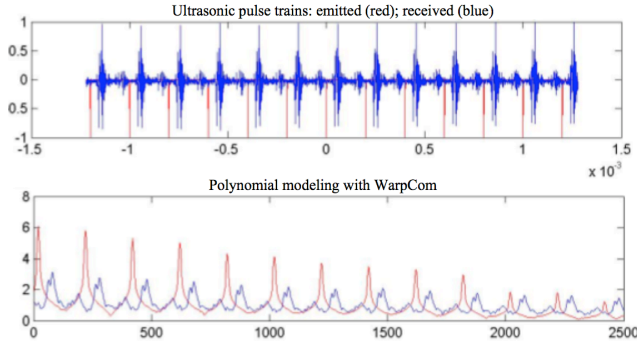 Ultrasonic pulse trains: emitted (red); received (blue)
1
0.5
0
0.5
-1
-1.5 -1 -0.5 0 0.5 1 1.5
x 10⁻³
Polynomial modeling with WarpCom
8
6
4
2
0
0 500 1000 1500 2000 2500